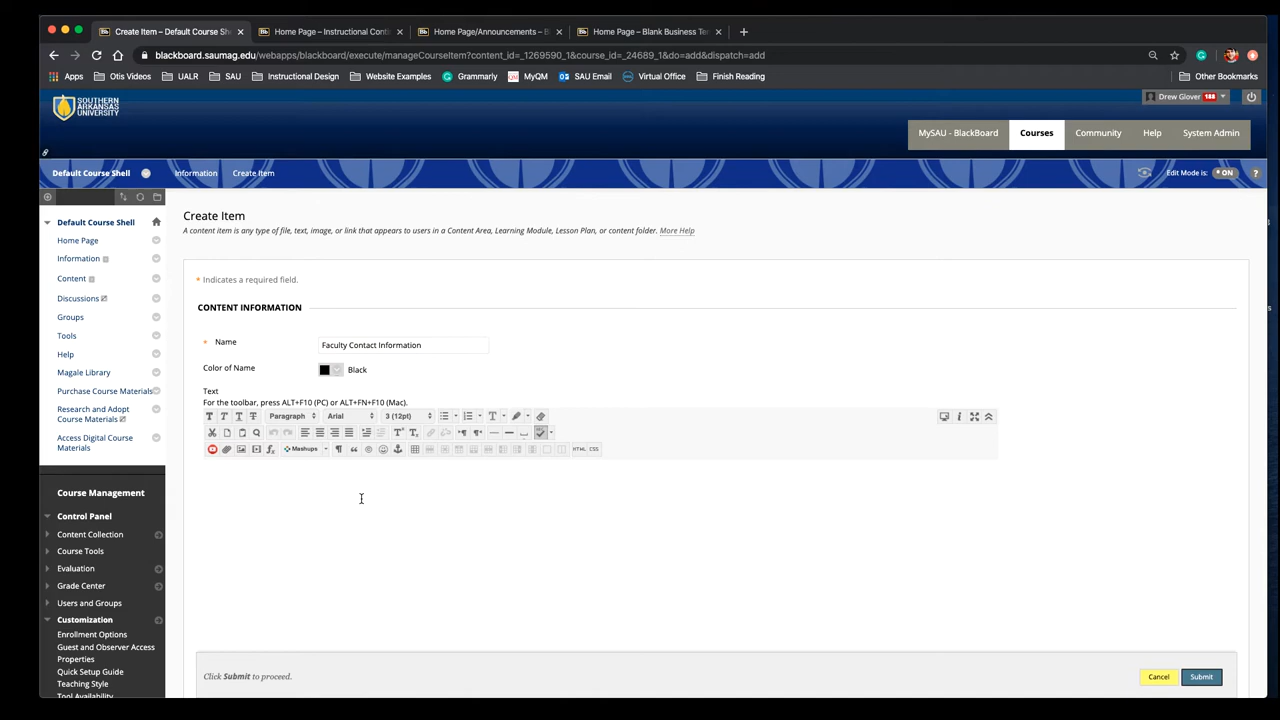 Create Item – Default Course Sh
Home Page – Instructional Cont
Home Page/Announcements – B
Home Page – Blank Business Te
blackboard.saumag.edu/webapps/blackboard/execute/manageCourseItem?content_id=_1269590_1&course_id=_24689_1&do=add&dispatch=add
Apps Otis Videos UALR SAU Instructional Design Website Examples Grammarly MyQM SAU Email Virtual Office Finish Reading Other Bookmarks
SOUTHERN
ARKANSAS
UNIVERSITY
Drew Glover 188
MySAU - BlackBoard Courses Community Help System Admin
Default Course Shell Information Create Item Edit Mode is: ON ?
Default Course Shell
Home Page
Information
Content
Discussions
Groups
Tools
Help
Magale Library
Purchase Course Materials
Research and Adopt
Course Materials
Access Digital Course
Materials
Course Management
Control Panel
Content Collection
Course Tools
Evaluation
Grade Center
Users and Groups
Customization
Enrollment Options
Guest and Observer Access
Properties
Quick Setup Guide
Teaching Style
Tool Availability
Create Item
A content item is any type of file, text, image, or link that appears to users in a Content Area, Learning Module, Lesson Plan, or content folder. More Help
* Indicates a required field.
CONTENT INFORMATION
* Name Faculty Contact Information
Color of Name Black
Text
For the toolbar, press ALT+F10 (PC) or ALT+FN+F10 (Mac).
T T T T Paragraph Arial 3 (12pt)
Mashups HTML CSS
Click Submit to proceed.
Cancel Submit